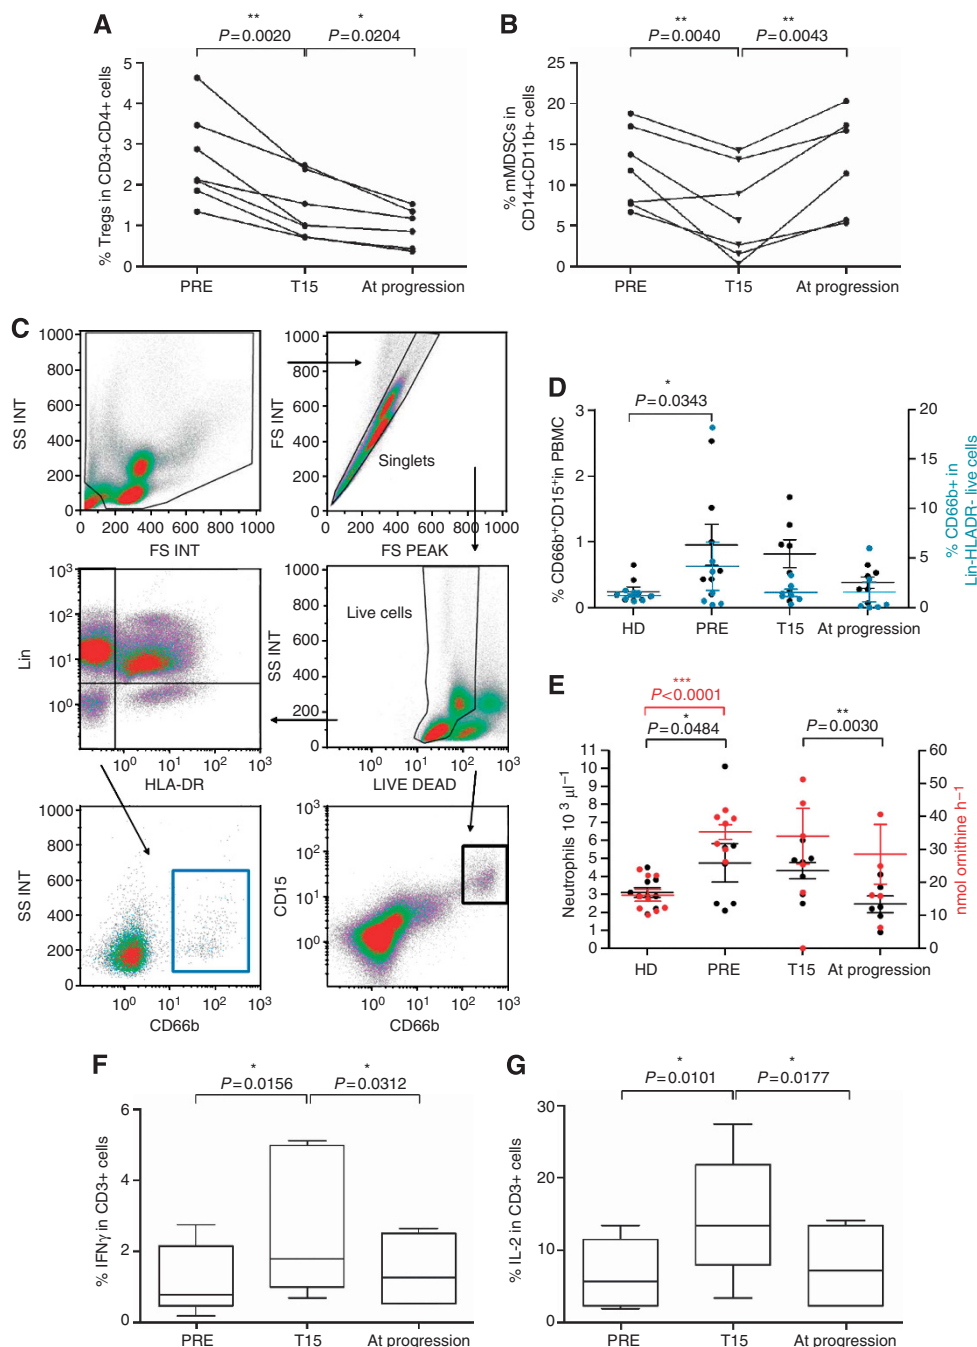 A
**
*
P=0.0020
P=0.0204
% Tregs in CD3+CD4+ cells
5
4
3
2
1
0
PRE
T15
At progression
B
**
**
P=0.0040
P=0.0043
% mMDSCs in
CD14+CD11b+ cells
25
20
15
10
5
0
PRE
T15
At progression
C
SS INT
1000
800
600
400
200
0
0 200 400 600 800 1000
FS INT
FS INT
1000
800
600
400
200
0
Singlets
0 200 400 600 800 1000
FS PEAK
Lin
10³
10²
10¹
10⁰
10⁰ 10¹ 10² 10³
HLA-DR
SS INT
1000
800
600
400
200
0
Live cells
10⁰ 10¹ 10² 10³
LIVE DEAD
SS INT
1000
800
600
400
200
0
10⁰ 10¹ 10² 10³
CD66b
CD15
10³
10²
10¹
10⁰
10⁰ 10¹ 10² 10³
CD66b
D
*
P=0.0343
% CD66b⁺CD15⁺in PBMC
3
2
1
0
20
15
10
5
0
% CD66b+ in
Lin-HLADR- live cells
HD
PRE
T15
At progression
E
***
P<0.0001
*
P=0.0484
**
P=0.0030
Neutrophils 10 ³ µl⁻¹
11
10
9
8
7
6
5
4
3
2
1
0
60
50
40
30
20
10
0
nmol ornithine h⁻¹
HD
PRE
T15
At progression
F
*
*
P=0.0156
P=0.0312
% IFNγ in CD3+ cells
6
4
2
0
PRE
T15
At progression
G
*
*
P=0.0101
P=0.0177
% IL-2 in CD3+ cells
30
20
10
0
PRE
T15
At progression